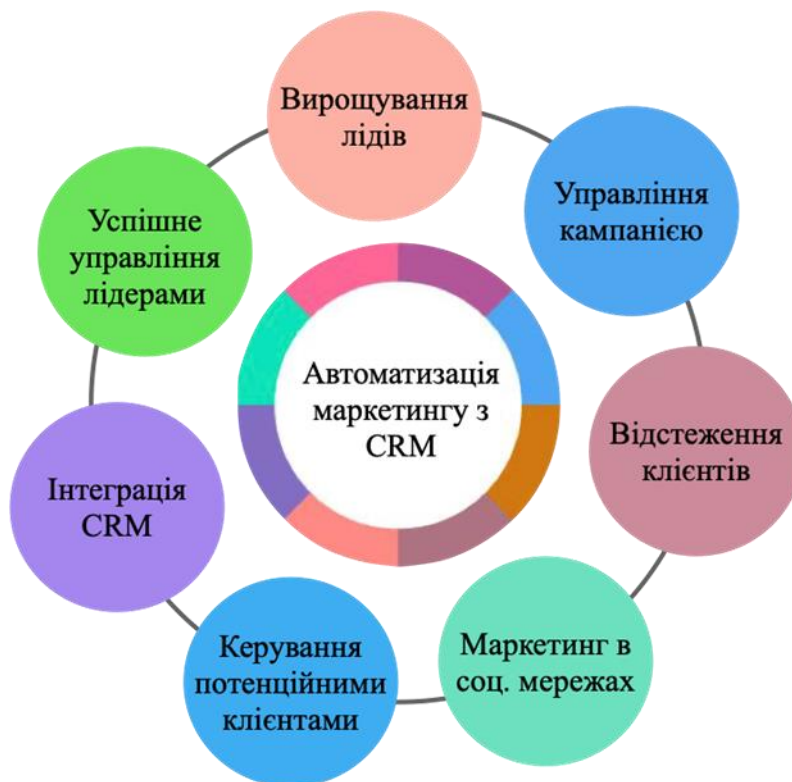 Вирощування
лідів
Управління
кампанією
Відстеження
клієнтів
Маркетинг в
соц. мережах
Керування
потенційними
клієнтами
Інтеграція
CRM
Успішне
управління
лідерами
Автоматизація
маркетингу з
CRM